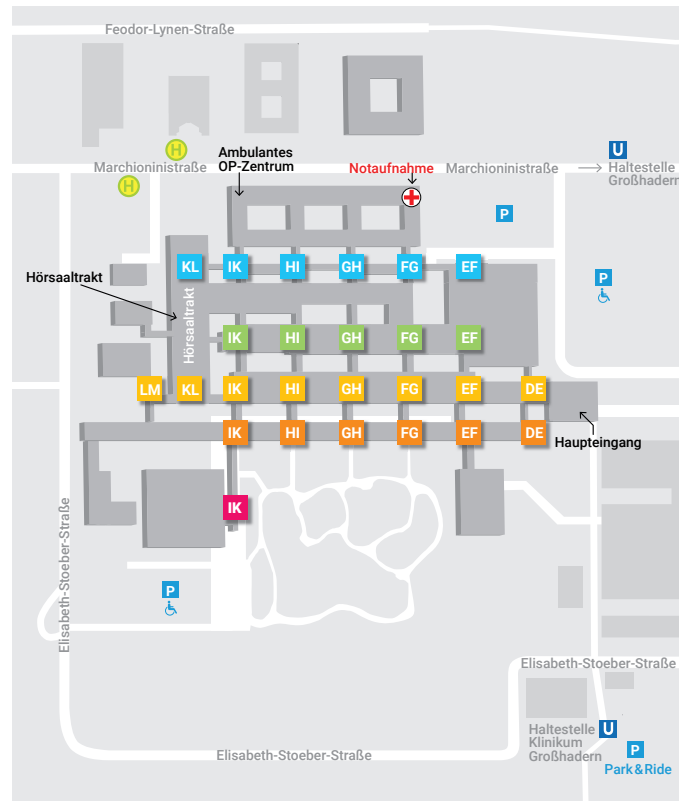 Feodor-Lynen-Straße
H
Ambulantes
OP-Zentrum
U
Marchioninistraße
Notaufnahme
Marchioninistraße
Haltestelle
Großhadern
H
P
P
KL IK HI GH FG EF
Hörsaaltrakt
Hörsaaltrakt
IK HI GH FG EF
LM KL IK HI GH FG EF DE
IK HI GH FG EF DE
Haupteingang
IK
P
Elisabeth-Stoeber-Straße
Elisabeth-Stoeber-Straße
Haltestelle
Klinikum
Großhadern
U
P
Park&Ride
Elisabeth-Stoeber-Straße